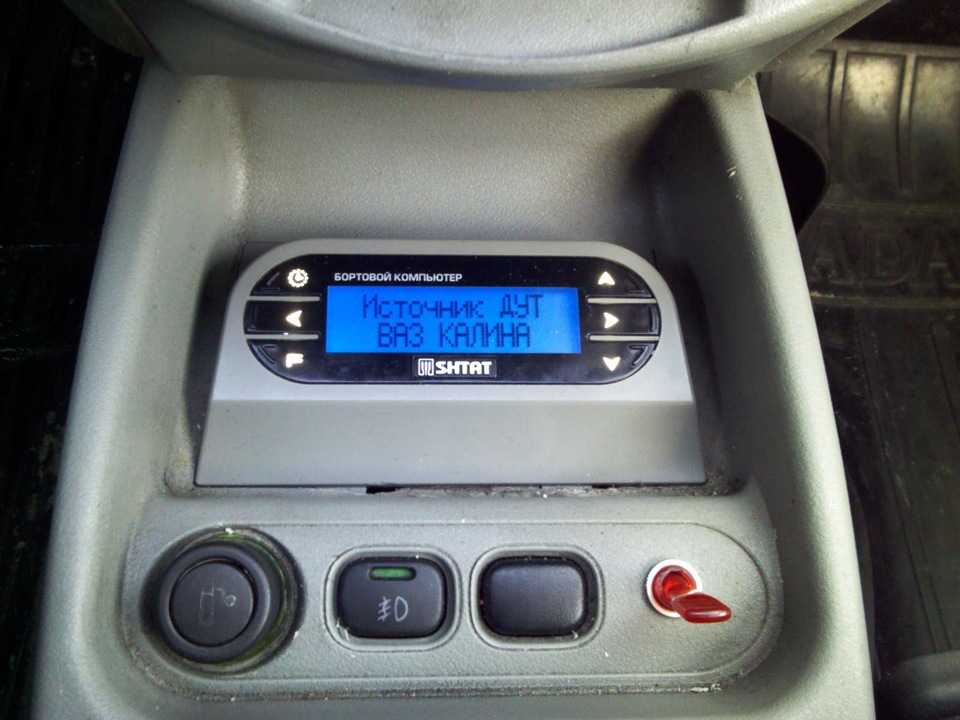 БОРТОВОЙ КОМПЬЮТЕР
Источник ДУТ
ВАЗ КАЛИНА
SHTAT